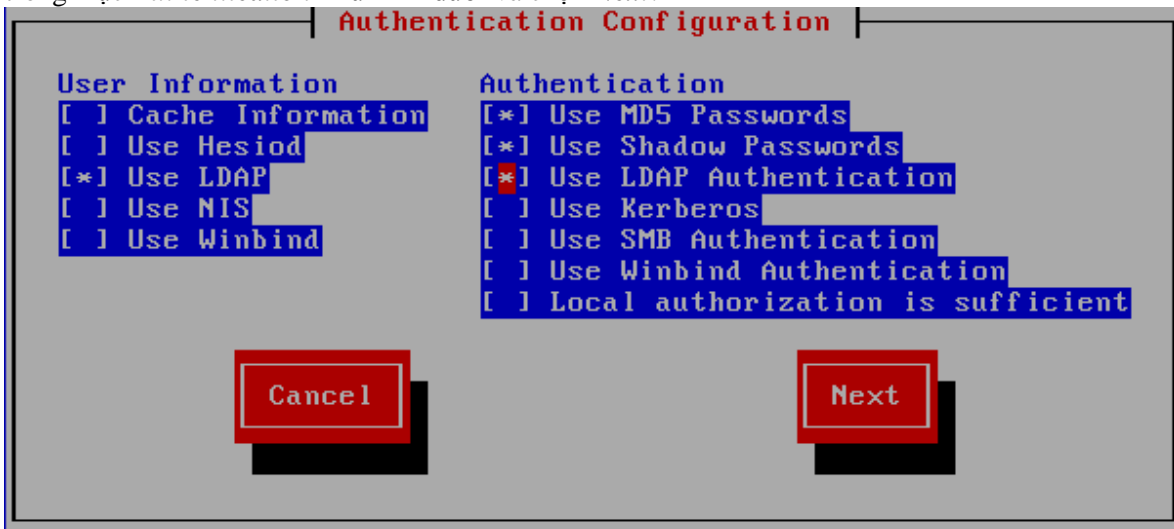 Authentication Configuration
User Information
[ ] Cache Information
[ ] Use Hesiod
[*] Use LDAP
[ ] Use NIS
[ ] Use Winbind
Authentication
[*] Use MD5 Passwords
[*] Use Shadow Passwords
[*] Use LDAP Authentication
[ ] Use Kerberos
[ ] Use SMB Authentication
[ ] Use Winbind Authentication
[ ] Local authorization is sufficient
Cancel
Next